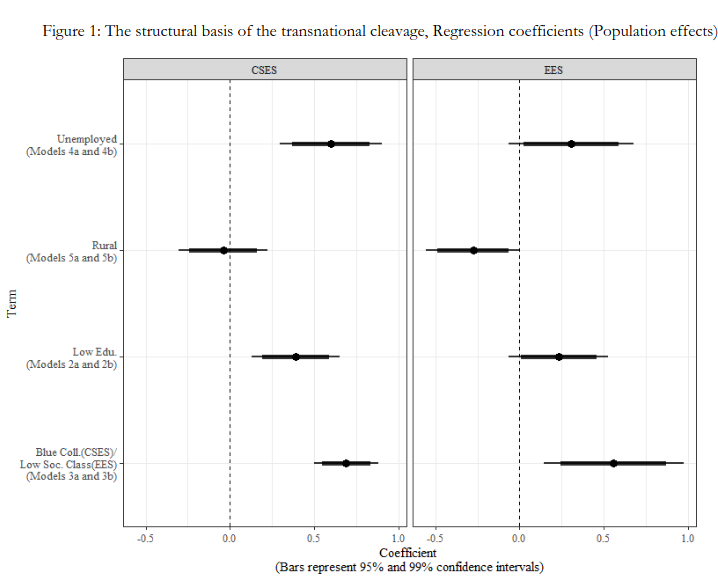 Figure 1: The structural basis of the transnational cleavage, Regression coefficients (Population effects)
CSES
EES
Unemployed
(Models 4a and 4b)
Rural
(Models 5a and 5b)
Term
Low Edu.
(Models 2a and 2b)
Blue Coll.(CSES)/
Low Soc. Class(EES)
(Models 3a and 3b)
-0.5 0.0 0.5 1.0 -0.5 0.0 0.5 1.0
Coefficient
(Bars represent 95% and 99% confidence intervals)